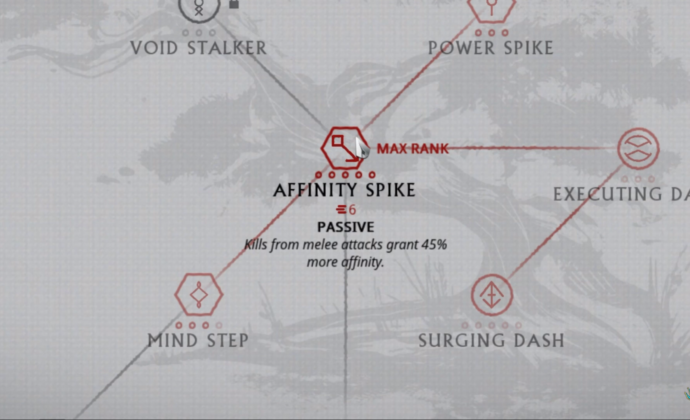 VOID STALKER
POWER SPIKE
MAX RANK
AFFINITY SPIKE
6
PASSIVE
Kills from melee attacks grant 45%
more affinity.
EXECUTING DA
MIND STEP
SURGING DASH